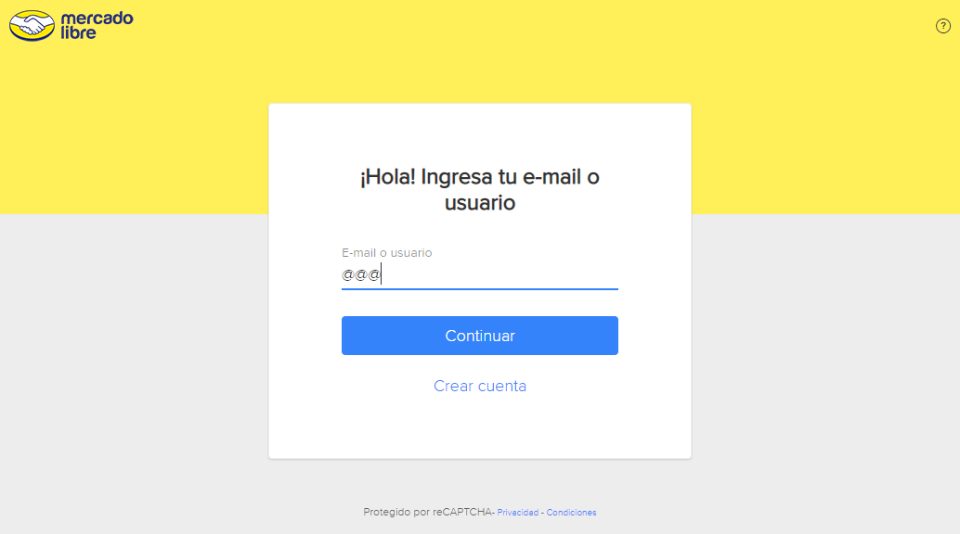 mercado
libre
?
¡Hola! Ingresa tu e-mail o
usuario
E-mail o usuario
@@@
Continuar
Crear cuenta
Protegido por reCAPTCHA- Privacidad - Condiciones